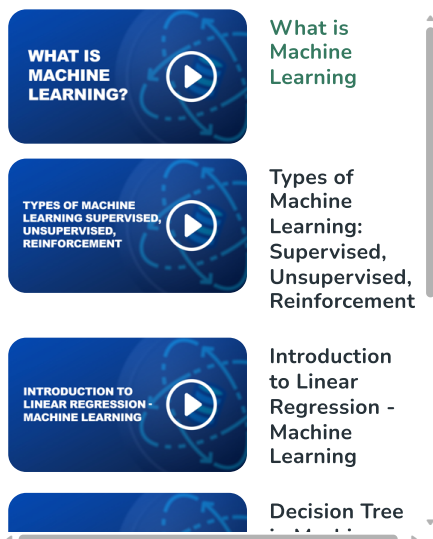 WHAT IS
MACHINE
LEARNING?
What is
Machine
Learning
TYPES OF MACHINE
LEARNING SUPERVISED,
UNSUPERVISED,
REINFORCEMENT
Types of
Machine
Learning:
Supervised,
Unsupervised,
Reinforcement
INTRODUCTION TO
LINEAR REGRESSION -
MACHINE LEARNING
Introduction
to Linear
Regression -
Machine
Learning
Decision Tree